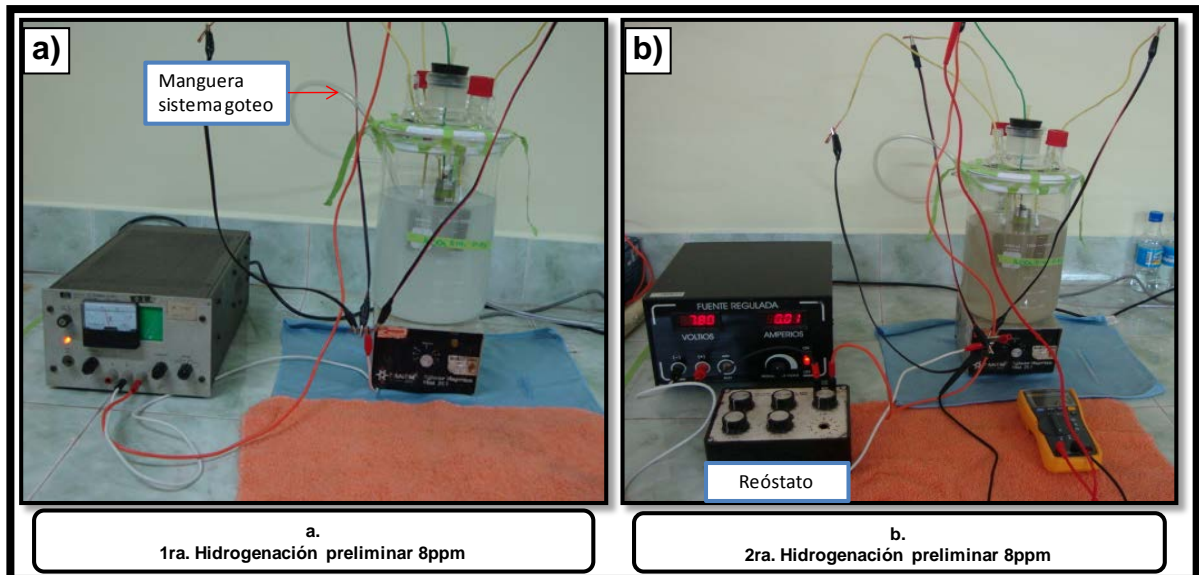 a)
Manguera
sistema goteo
b)
FUENTE REGULADA
7.80
0.01
VOLTIOS
AMPERIOS
Reóstato
a.
1ra. Hidrogenación preliminar 8ppm
b.
2ra. Hidrogenación preliminar 8ppm